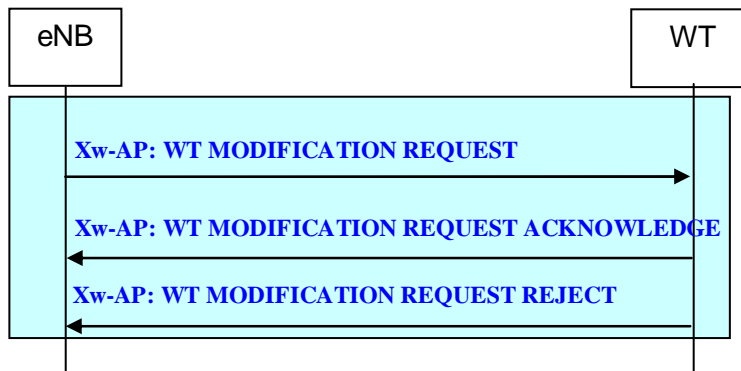 eNB
WT
Xw-AP: WT MODIFICATION REQUEST
Xw-AP: WT MODIFICATION REQUEST ACKNOWLEDGE
Xw-AP: WT MODIFICATION REQUEST REJECT